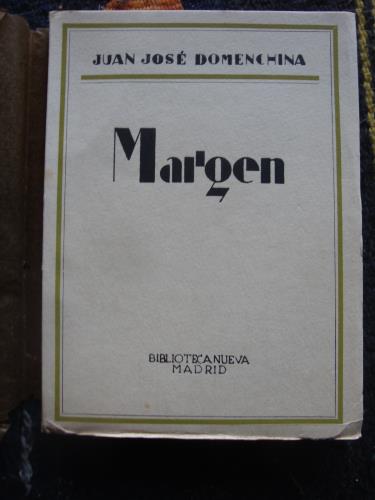 JUAN JOSÉ DOMENCHINA
Margen
BIBLIOTECA NUEVA
MADRID